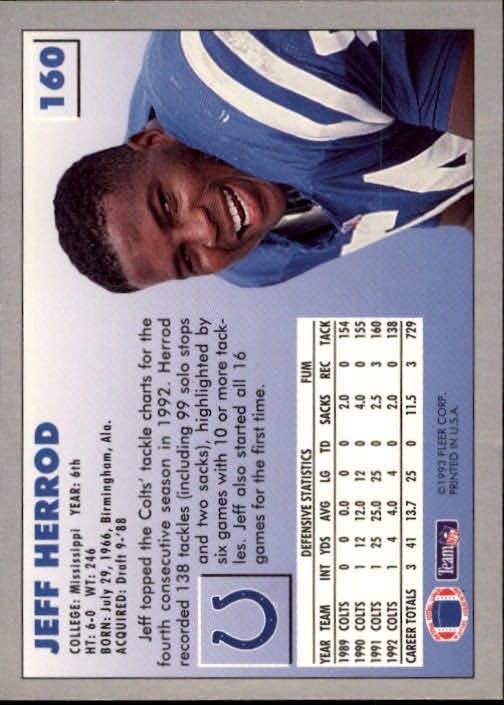 160
JEFF HERROD
COLLEGE: Mississippi YEAR: 6th
HT: 6-0 WT: 246
BORN: July 29, 1966, Birmingham, Ala.
ACQUIRED: Draft 9-'88
Jeff topped the Colts' tackle charts for the
fourth consecutive season in 1992. Herrod
recorded 138 tackles (including 99 solo stops
and two sacks), highlighted by
six games with 10 or more tack-
les. Jeff also started all 16
games for the first time.
DEFENSIVE STATISTICS FUM
YEAR TEAM INT YDS AVG LG TD SACKS REC TACK
1989 COLTS 0 0 0.0 0 0 2.0 0 154
1990 COLTS 1 12 12.0 12 0 4.0 0 155
1991 COLTS 1 25 25.0 25 0 2.5 3 160
1992 COLTS 1 4 4.0 4 0 2.0 0 138
CAREER TOTALS 3 41 13.7 25 0 11.5 3 729
Team NFL
©1993 FLEER CORP.
PRINTED IN U.S.A.